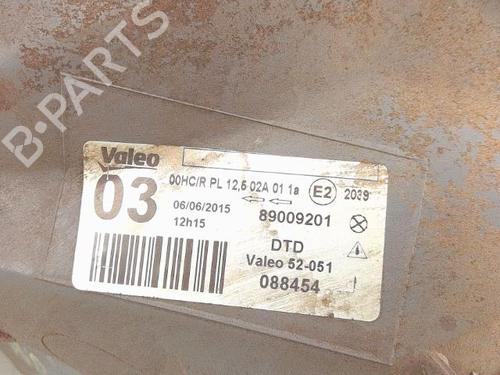 B-PARTS
Valeo
03
00HC/R PL 12,5 02A 01 1a E2 2039
06/06/2015 89009201
12h15
DTD
Valeo 52-051
088454